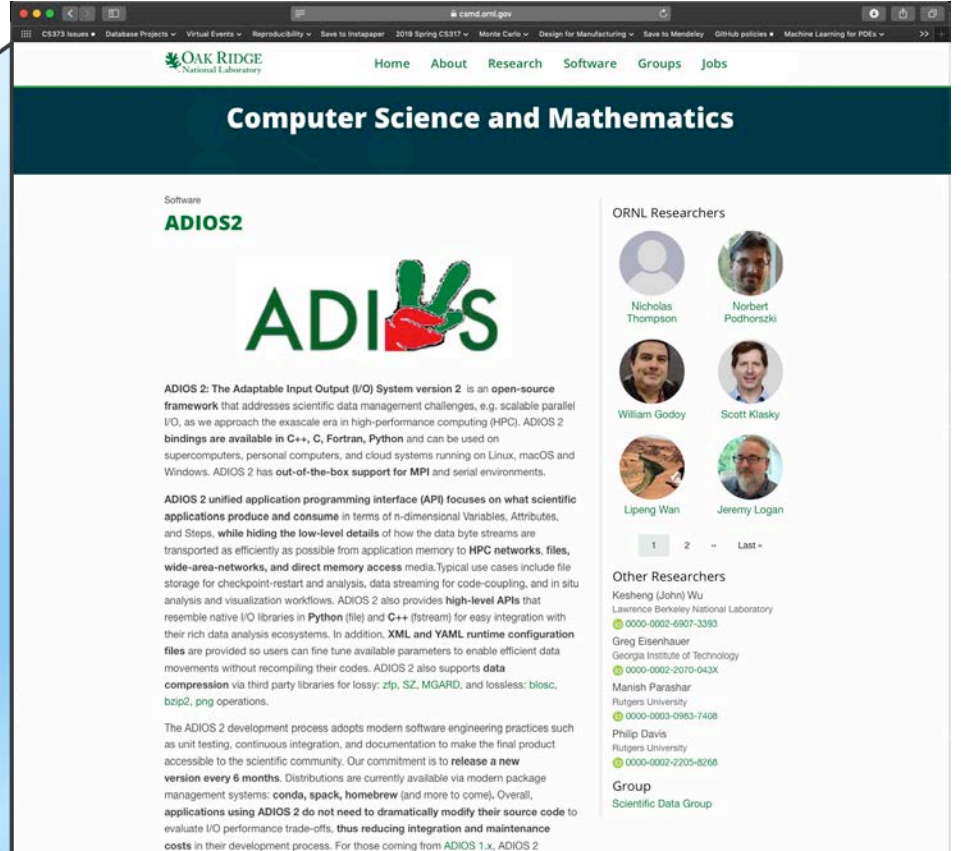 csmd.ornl.gov
CS373 Issues Database Projects Virtual Events Reproducibility Save to Instapaper 2019 Spring CS317 Monte Carlo Design for Manufacturing Save to Mendeley GitHub policies Machine Learning for PDEs >> +
OAK RIDGE
National Laboratory
Home About Research Software Groups Jobs
Computer Science and Mathematics
Software
ADIOS2
ADIOS
ADIOS 2: The Adaptable Input Output (I/O) System version 2 is an open-source
framework that addresses scientific data management challenges, e.g. scalable parallel
I/O, as we approach the exascale era in high-performance computing (HPC). ADIOS 2
bindings are available in C++, C, Fortran, Python and can be used on
supercomputers, personal computers, and cloud systems running on Linux, macOS and
Windows. ADIOS 2 has out-of-the-box support for MPI and serial environments.
ADIOS 2 unified application programming interface (API) focuses on what scientific
applications produce and consume in terms of n-dimensional Variables, Attributes,
and Steps, while hiding the low-level details of how the data byte streams are
transported as efficiently as possible from application memory to HPC networks, files,
wide-area-networks, and direct memory access media.Typical use cases include file
storage for checkpoint-restart and analysis, data streaming for code-coupling, and in situ
analysis and visualization workflows. ADIOS 2 also provides high-level APIs that
resemble native I/O libraries in Python (file) and C++ (fstream) for easy integration with
their rich data analysis ecosystems. In addition, XML and YAML runtime configuration
files are provided so users can fine tune available parameters to enable efficient data
movements without recompiling their codes. ADIOS 2 also supports data
compression via third party libraries for lossy: zfp, SZ, MGARD, and lossless: blosc,
bzip2, png operations.
The ADIOS 2 development process adopts modern software engineering practices such
as unit testing, continuous integration, and documentation to make the final product
accessible to the scientific community. Our commitment is to release a new
version every 6 months. Distributions are currently available via modern package
management systems: conda, spack, homebrew (and more to come). Overall,
applications using ADIOS 2 do not need to dramatically modify their source code to
evaluate I/O performance trade-offs, thus reducing integration and maintenance
costs in their development process. For those coming from ADIOS 1.x, ADIOS 2
ORNL Researchers
Nicholas Thompson
Norbert Podhorszki
William Godoy
Scott Klasky
Lipeng Wan
Jeremy Logan
1 2 » Last »
Other Researchers
Kesheng (John) Wu
Lawrence Berkeley National Laboratory
iD 0000-0002-6907-3393
Greg Eisenhauer
Georgia Institute of Technology
iD 0000-0002-2070-043X
Manish Parashar
Rutgers University
iD 0000-0003-0983-7408
Philip Davis
Rutgers University
iD 0000-0002-2205-8268
Group
Scientific Data Group